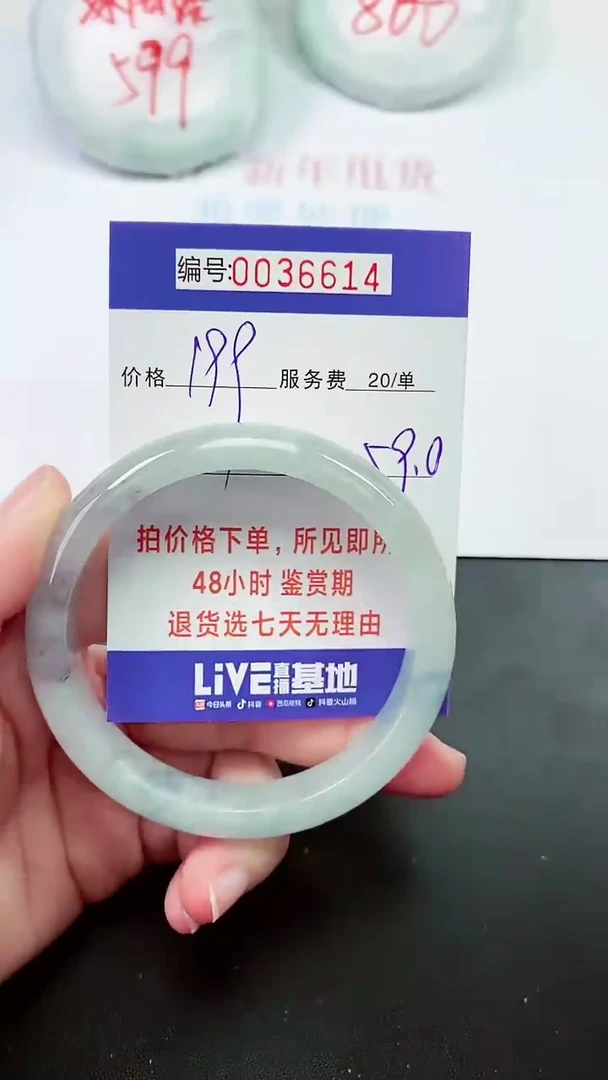 599
800
新年甩货
编号:0036614
价格 199 服务费 20/单
59.0
拍价格下单，所见即所
48小时 鉴赏期
退货选七天无理由
LiVE直播基地
今日头条 抖音 西瓜视频 抖音火山版